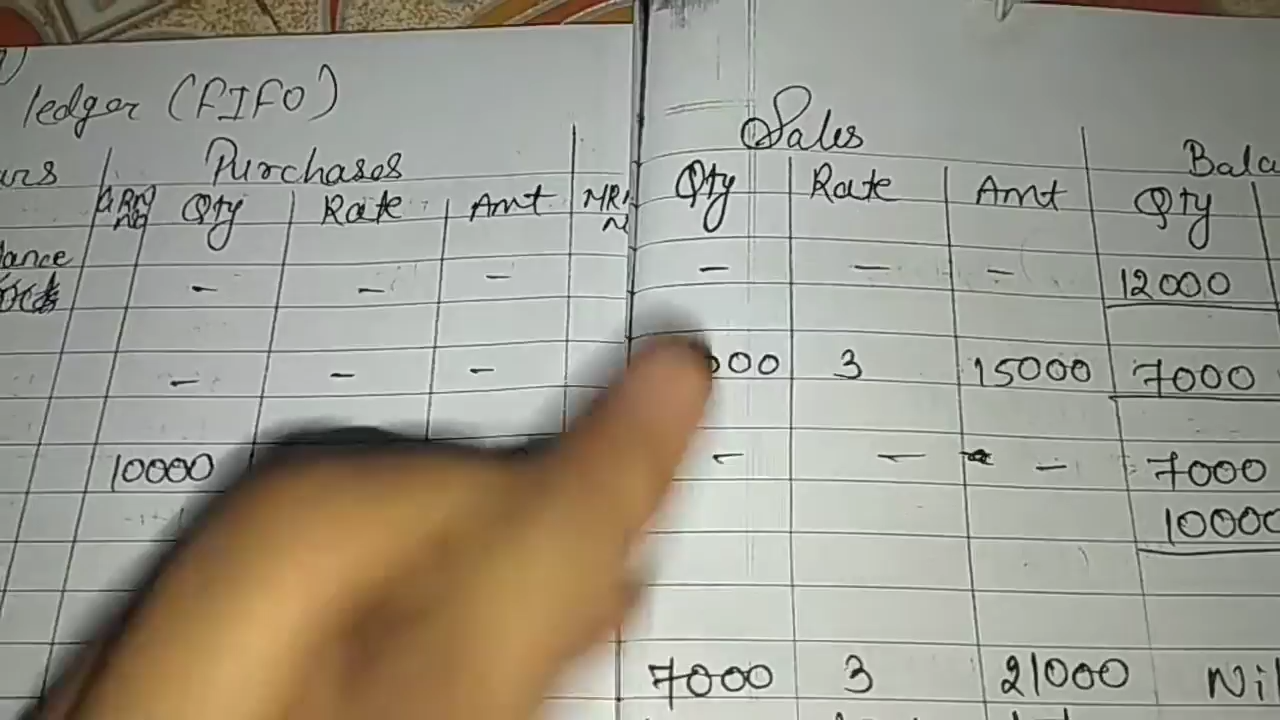 ledger (FIFO)
Sales
Purchases
Bala
Qty Rate Amt
Qty Rate Amt Qty
ance
- - - - - - 12000
- - - 000 3 15000 7000
10000 - - - 7000
10000
7000 3 21000 Nil